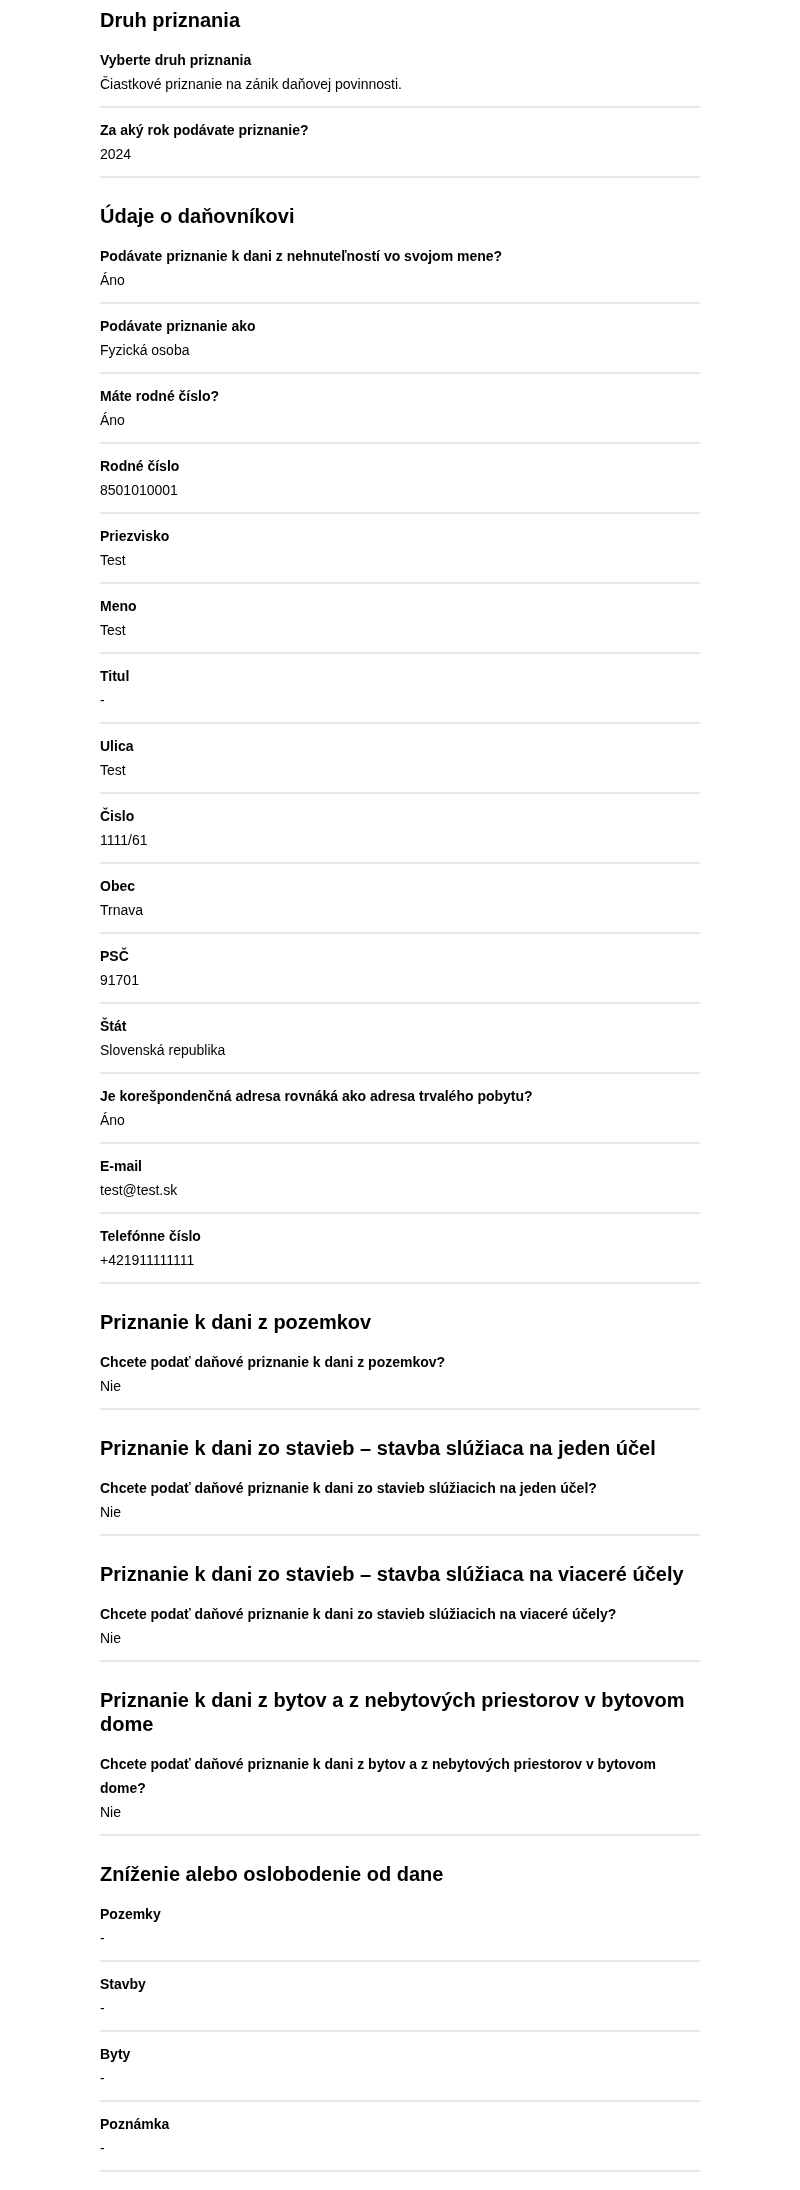 Druh priznania
Vyberte druh priznania
Čiastkové priznanie na zánik daňovej povinnosti.
Za aký rok podávate priznanie?
2024
Údaje o daňovníkovi
Podávate priznanie k dani z nehnuteľností vo svojom mene?
Áno
Podávate priznanie ako
Fyzická osoba
Máte rodné číslo?
Áno
Rodné číslo
8501010001
Priezvisko
Test
Meno
Test
Titul
-
Ulica
Test
Čislo
1111/61
Obec
Trnava
PSČ
91701
Štát
Slovenská republika
Je korešpondenčná adresa rovnáká ako adresa trvalého pobytu?
Áno
E-mail
test@test.sk
Telefónne číslo
+421911111111
Priznanie k dani z pozemkov
Chcete podať daňové priznanie k dani z pozemkov?
Nie
Priznanie k dani zo stavieb – stavba slúžiaca na jeden účel
Chcete podať daňové priznanie k dani zo stavieb slúžiacich na jeden účel?
Nie
Priznanie k dani zo stavieb – stavba slúžiaca na viaceré účely
Chcete podať daňové priznanie k dani zo stavieb slúžiacich na viaceré účely?
Nie
Priznanie k dani z bytov a z nebytových priestorov v bytovom
dome
Chcete podať daňové priznanie k dani z bytov a z nebytových priestorov v bytovom
dome?
Nie
Zníženie alebo oslobodenie od dane
Pozemky
-
Stavby
-
Byty
-
Poznámka
-